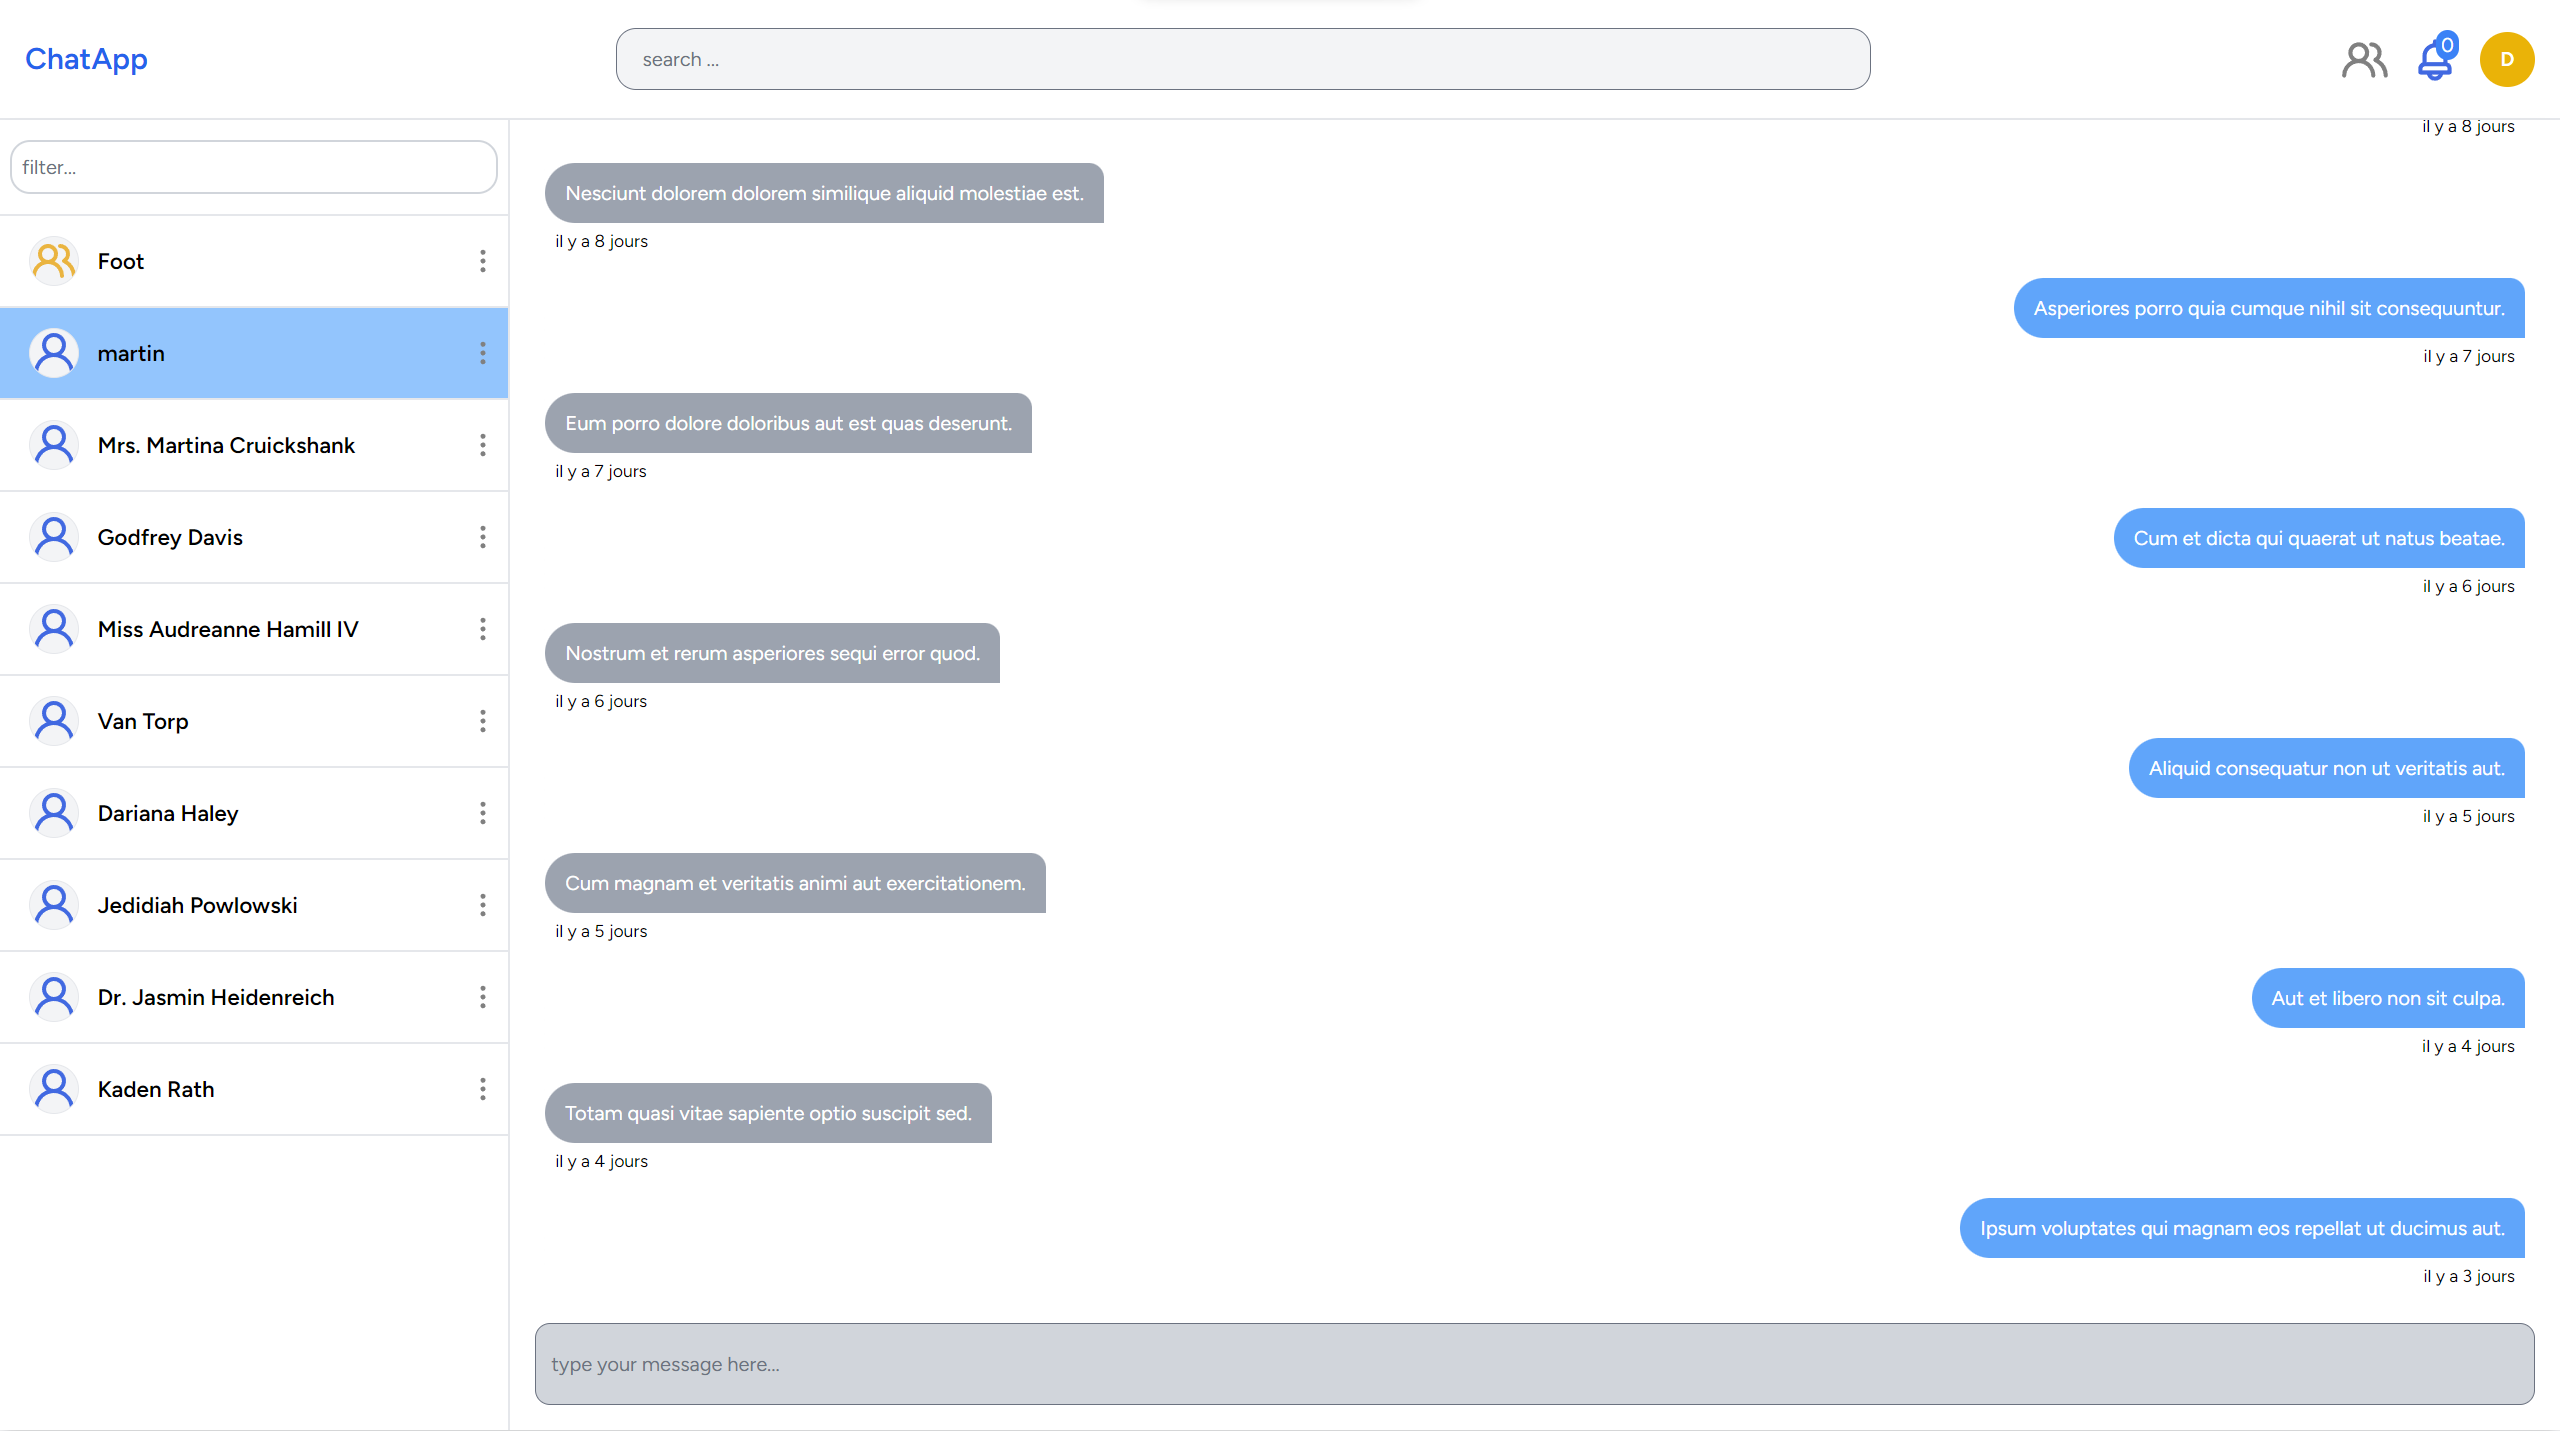 ChatApp
search ...
0
D
filter...
Foot
martin
Mrs. Martina Cruickshank
Godfrey Davis
Miss Audreanne Hamill IV
Van Torp
Dariana Haley
Jedidiah Powlowski
Dr. Jasmin Heidenreich
Kaden Rath
il y a 8 jours
Nesciunt dolorem dolorem similique aliquid molestiae est.
il y a 8 jours
Asperiores porro quia cumque nihil sit consequuntur.
il y a 7 jours
Eum porro dolore doloribus aut est quas deserunt.
il y a 7 jours
Cum et dicta qui quaerat ut natus beatae.
il y a 6 jours
Nostrum et rerum asperiores sequi error quod.
il y a 6 jours
Aliquid consequatur non ut veritatis aut.
il y a 5 jours
Cum magnam et veritatis animi aut exercitationem.
il y a 5 jours
Aut et libero non sit culpa.
il y a 4 jours
Totam quasi vitae sapiente optio suscipit sed.
il y a 4 jours
Ipsum voluptates qui magnam eos repellat ut ducimus aut.
il y a 3 jours
type your message here...